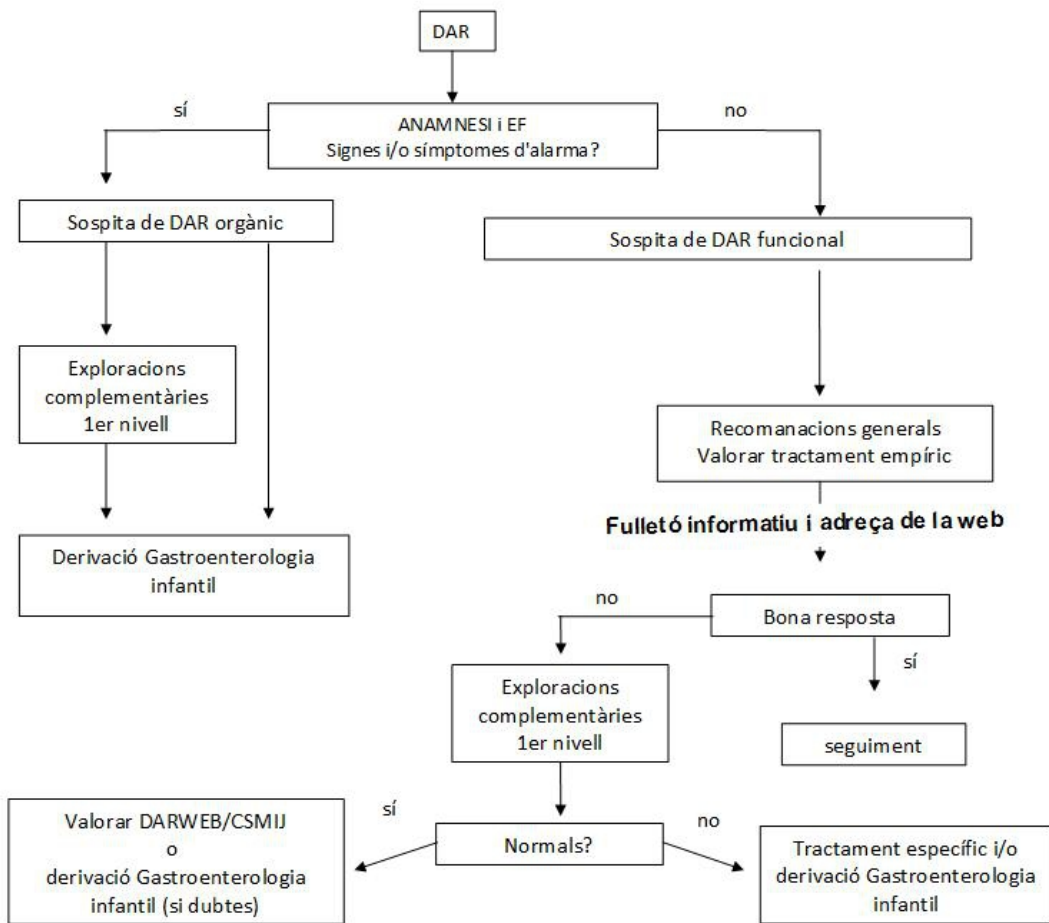 DAR
sí
no
ANAMNESI i EF
Signes i/o símptomes d'alarma?
Sospita de DAR orgànic
Sospita de DAR funcional
Exploracions
complementàries
1er nivell
Recomanacions generals
Valorar tractament empíric
Fulletó informatiu i adreça de la web
Derivació Gastroenterologia
infantil
no
Bona resposta
sí
Exploracions
complementàries
1er nivell
seguiment
Valorar DARWEB/CSMIJ
o
derivació Gastroenterologia
infantil (si dubtes)
sí
Normals?
no
Tractament específic i/o
derivació Gastroenterologia
infantil